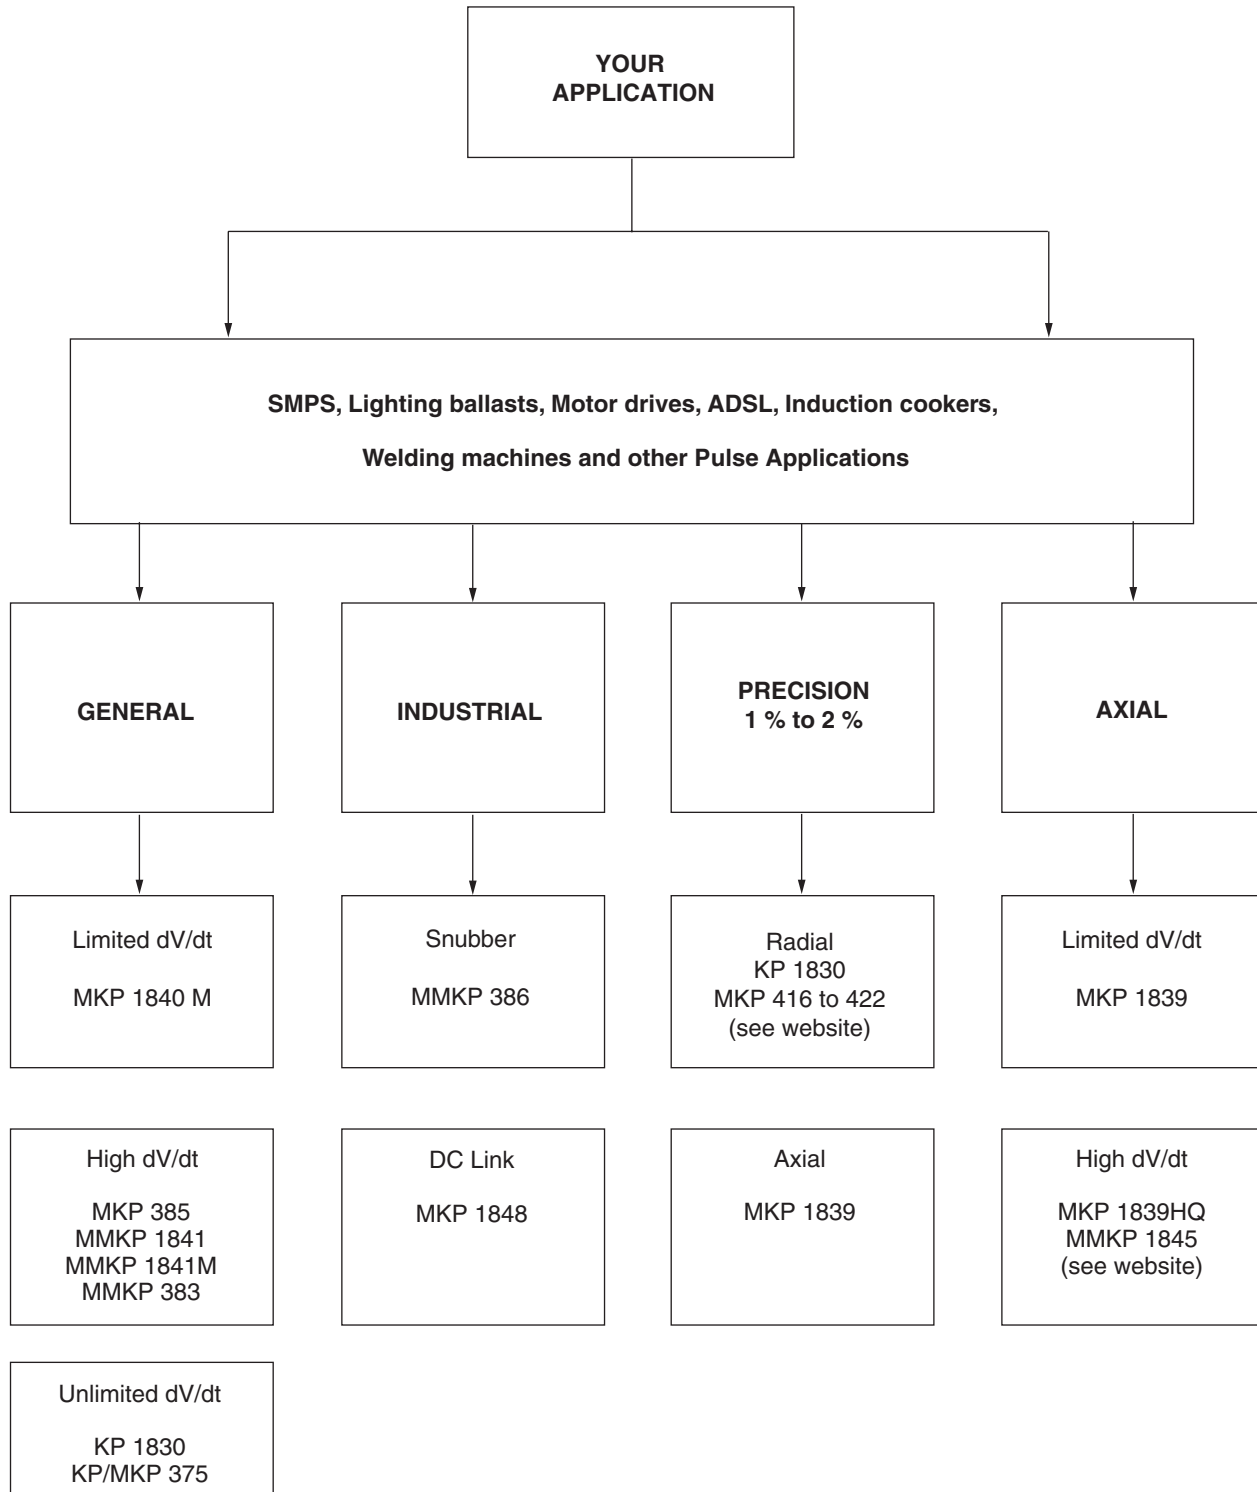 YOUR
APPLICATION
SMPS, Lighting ballasts, Motor drives, ADSL, Induction cookers,
Welding machines and other Pulse Applications
GENERAL
INDUSTRIAL
PRECISION
1 % to 2 %
AXIAL
Limited dV/dt
MKP 1840 M
Snubber
MMKP 386
Radial
KP 1830
MKP 416 to 422
(see website)
Limited dV/dt
MKP 1839
High dV/dt
MKP 385
MMKP 1841
MMKP 1841M
MMKP 383
DC Link
MKP 1848
Axial
MKP 1839
High dV/dt
MKP 1839HQ
MMKP 1845
(see website)
Unlimited dV/dt
KP 1830
KP/MKP 375